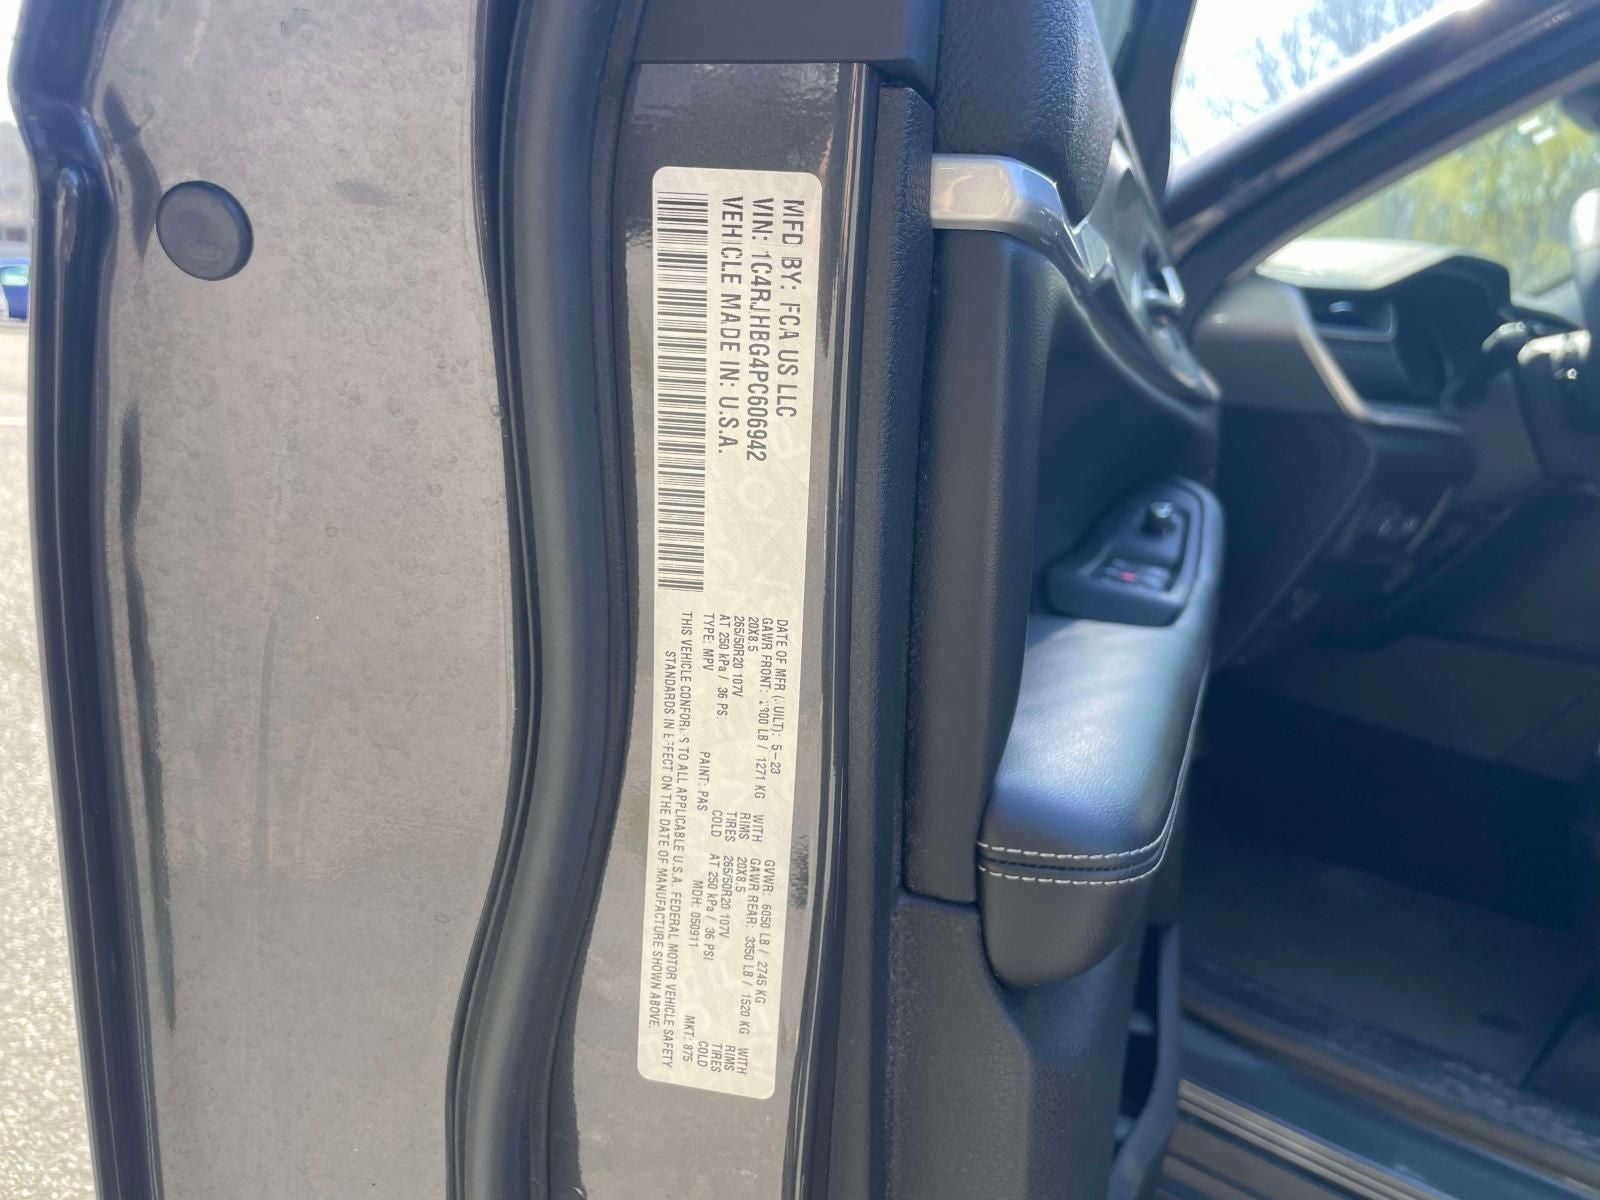 MFD BY: FCA US LLC
VIN: 1C4RJHBG4PC606942
VEHICLE MADE IN: U.S.A.
DATE OF MFR ( UILT): 5-23 GVWR: 6050 LB / 2745 KG
GAWR FRONT: 2800 LB / 1271 KG WITH GAWR REAR: 3350 LB / 1520 KG WITH
20X8.5 RIMS 20X8.5 RIMS
265/50R20 107V TIRES 265/50R20 107V TIRES
AT 250 kPa / 36 PS COLD AT 250 kPa / 36 PSI COLD
TYPE: MPV PAINT: PAS MDH: 050911 MKT: 875
THIS VEHICLE CONFORMS TO ALL APPLICABLE U.S.A. FEDERAL MOTOR VEHICLE SAFETY
STANDARDS IN EFFECT ON THE DATE OF MANUFACTURE SHOWN ABOVE.